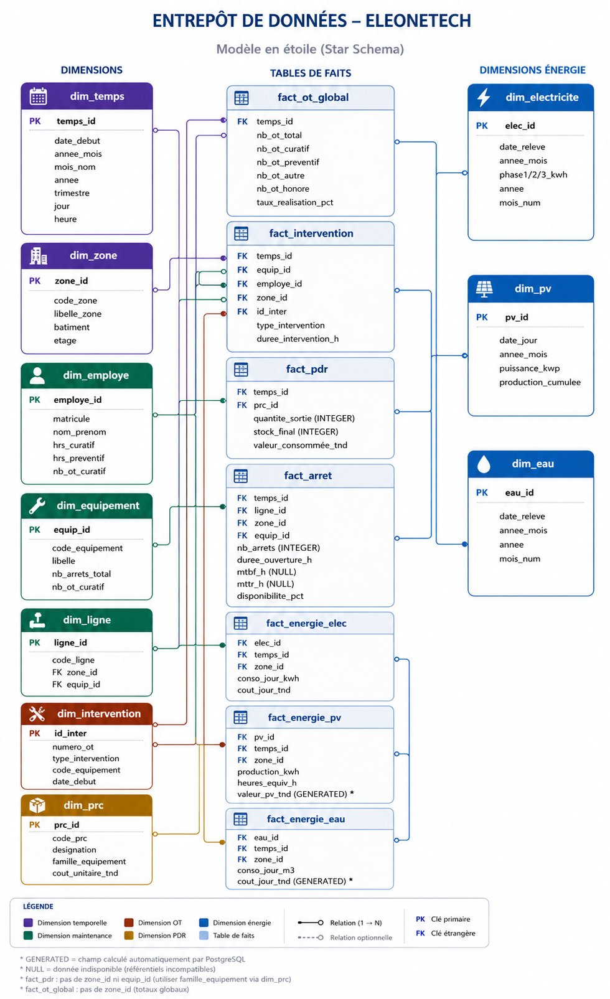 ENTREPÔT DE DONNÉES – ELEONETECH
Modèle en étoile (Star Schema)
DIMENSIONS
dim_temps
PK temps_id
date_debut
annee_mois
mois_nom
annee
trimestre
jour
heure
dim_zone
PK zone_id
code_zone
libelle_zone
batiment
etage
dim_employe
PK employe_id
matricule
nom_prenom
hrs_curatif
hrs_preventif
nb_ot_curatif
dim_equipement
PK equip_id
code_equipement
libelle
nb_arrets_total
nb_ot_curatif
dim_ligne
PK ligne_id
code_ligne
FK zone_id
FK equip_id
dim_intervention
PK id_inter
numero_ot
type_intervention
code_equipement
date_debut
dim_prc
PK prc_id
code_prc
designation
famille_equipement
cout_unitaire_tnd
TABLES DE FAITS
fact_ot_global
FK temps_id
nb_ot_total
nb_ot_curatif
nb_ot_preventif
nb_ot_autre
nb_ot_honore
taux_realisation_pct
fact_intervention
FK temps_id
FK equip_id
FK employe_id
FK zone_id
FK id_inter
type_intervention
duree_intervention_h
fact_pdr
FK temps_id
FK prc_id
quantite_sortie (INTEGER)
stock_final (INTEGER)
valeur_consommée_tnd
fact_arret
FK temps_id
FK ligne_id
FK zone_id
FK equip_id
nb_arrets (INTEGER)
duree_ouverture_h
mtbf_h (NULL)
mttr_h (NULL)
disponibilite_pct
fact_energie_elec
FK elec_id
FK temps_id
FK zone_id
conso_jour_kwh
cout_jour_tnd
fact_energie_pv
FK pv_id
FK temps_id
FK zone_id
production_kwh
heures_equiv_h
valeur_pv_tnd (GENERATED) *
fact_energie_eau
FK eau_id
FK temps_id
FK zone_id
conso_jour_m3
cout_jour_tnd (GENERATED) *
DIMENSIONS ÉNERGIE
dim_electricite
PK elec_id
date_releve
annee_mois
phase1/2/3_kwh
annee
mois_num
dim_pv
PK pv_id
date_jour
annee_mois
puissance_kwp
production_cumulee
dim_eau
PK eau_id
date_releve
annee_mois
annee
mois_num
LÉGENDE
Dimension temporelle
Dimension OT
Dimension énergie
Relation (1 → N)
PK Clé primaire
Dimension maintenance
Dimension PDR
Table de faits
Relation optionnelle
FK Clé étrangère
* GENERATED = champ calculé automatiquement par PostgreSQL
* NULL = donnée indisponible (référentiels incompatibles)
* fact_pdr : pas de zone_id ni equip_id (utiliser famille_equipement via dim_prc)
* fact_ot_global : pas de zone_id (totaux globaux)